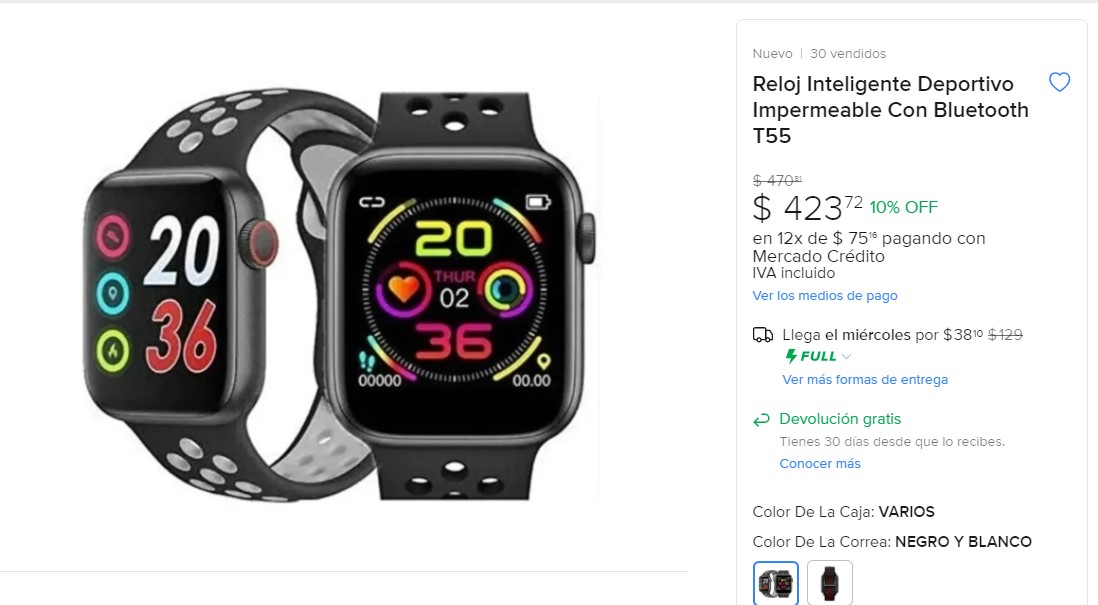 20
36
20
THUR
02
36
00000
00.00
Nuevo | 30 vendidos
Reloj Inteligente Deportivo
Impermeable Con Bluetooth
T55
$ 470 81
$ 423 72 10% OFF
en 12x de $ 75 16 pagando con
Mercado Crédito
IVA incluido
Ver los medios de pago
Llega el miércoles por $38 10 $129
FULL
Ver más formas de entrega
Devolución gratis
Tienes 30 días desde que lo recibes.
Conocer más
Color De La Caja: VARIOS
Color De La Correa: NEGRO Y BLANCO